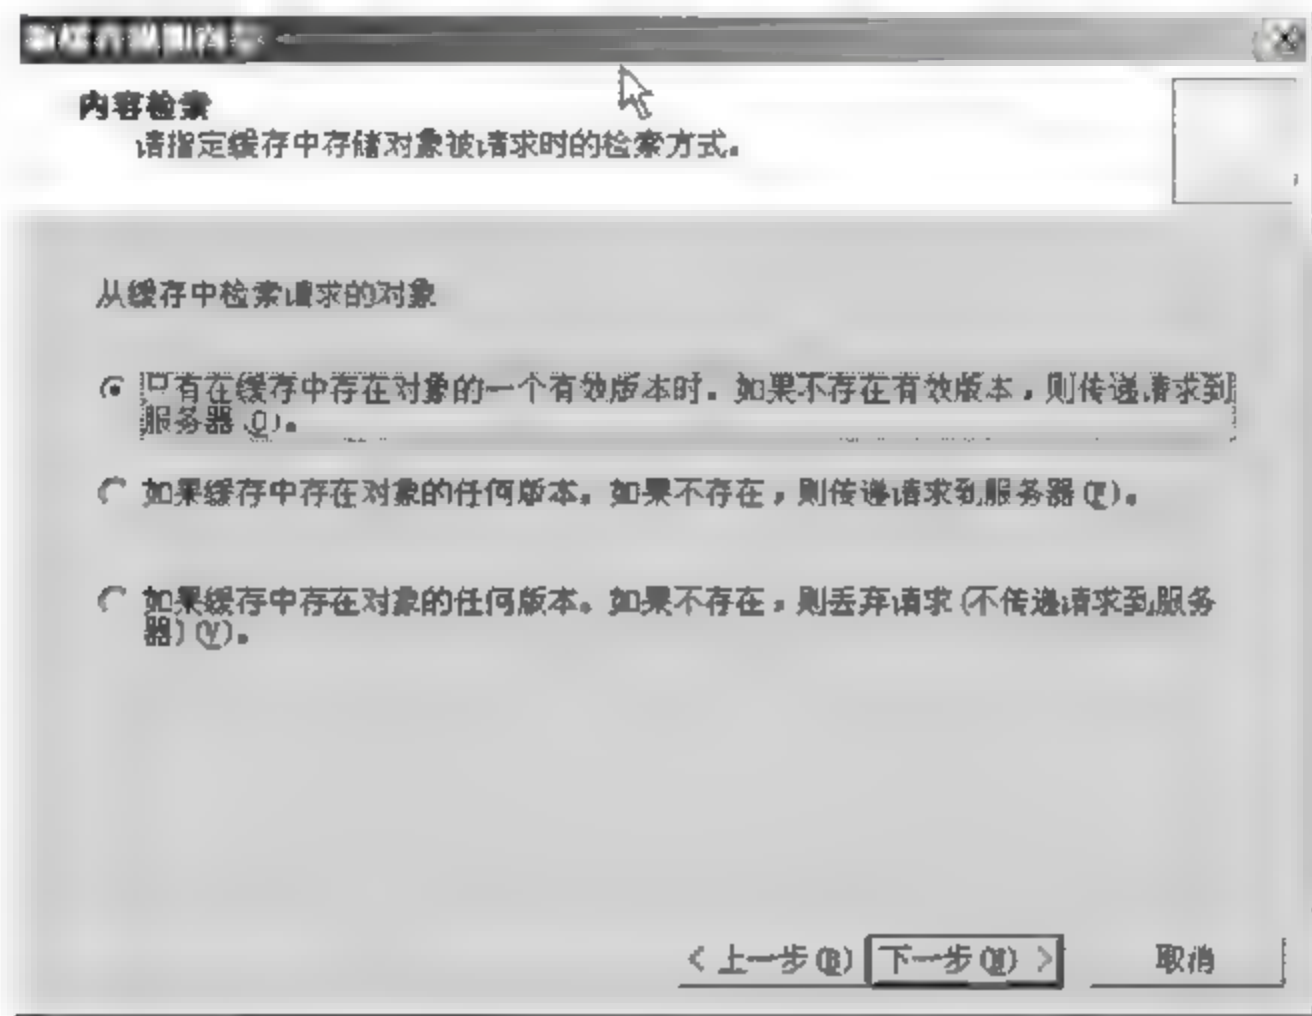 新缓存规则向导
内容检索
请指定缓存中存储对象被请求时的检索方式。
从缓存中检索请求的对象
只有在缓存中存在对象的一个有效版本时。如果不存在有效版本，则传递请求到
服务器(O)。
如果缓存中存在对象的任何版本。如果不存在，则传递请求到服务器(F)。
如果缓存中存在对象的任何版本。如果不存在，则丢弃请求(不传递请求到服务
器)(V)。
< 上一步(B) 下一步(N) > 取消